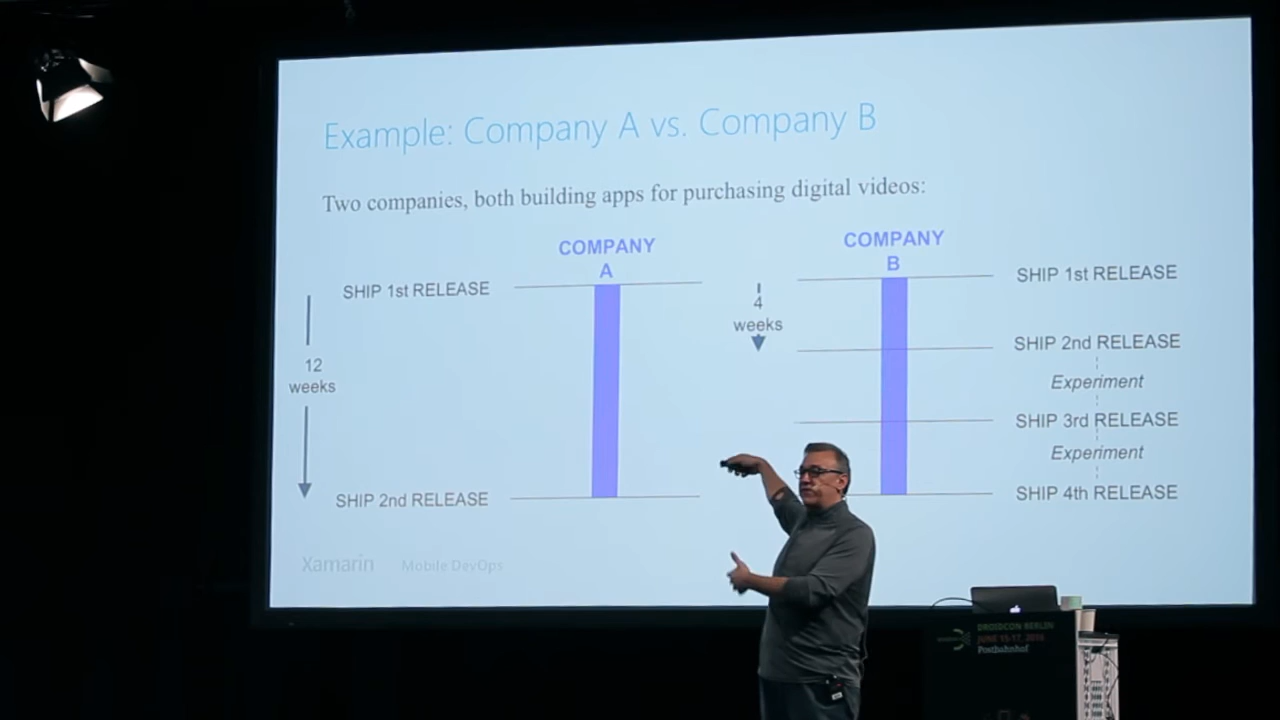 Example: Company A vs. Company B
Two companies, both building apps for purchasing digital videos:
COMPANY
A
SHIP 1st RELEASE
12
weeks
SHIP 2nd RELEASE
COMPANY
B
4
weeks
SHIP 1st RELEASE
SHIP 2nd RELEASE
Experiment
SHIP 3rd RELEASE
Experiment
SHIP 4th RELEASE
Xamarin Mobile DevOps
DROIDCON BERLIN
JUNE 15-17, 2016
Postbahnhof